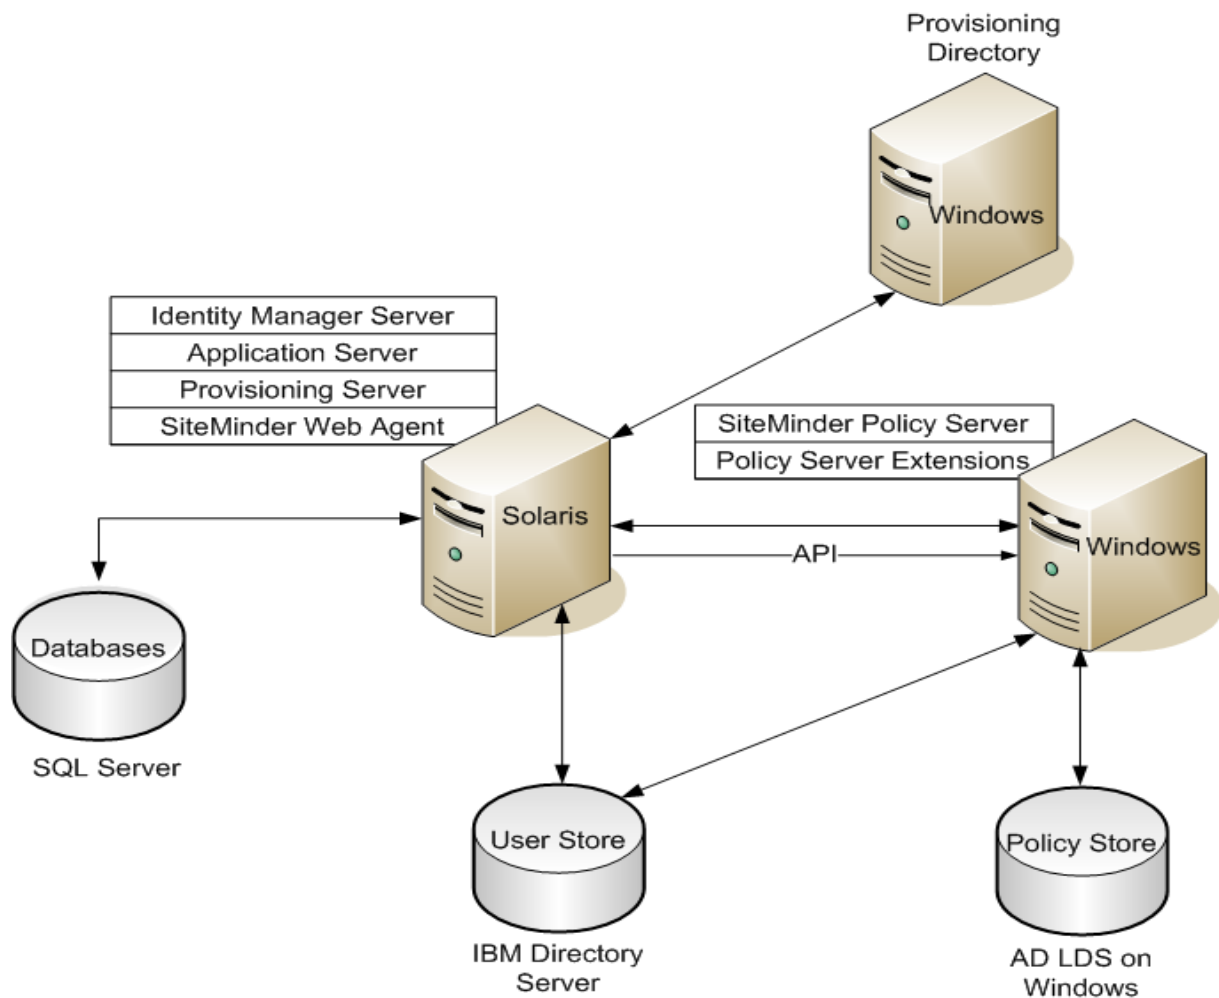 Provisioning
Directory
Windows
Identity Manager Server
Application Server
Provisioning Server
SiteMinder Web Agent
SiteMinder Policy Server
Policy Server Extensions
Solaris
API
Windows
Databases
SQL Server
User Store
IBM Directory
Server
Policy Store
AD LDS on
Windows